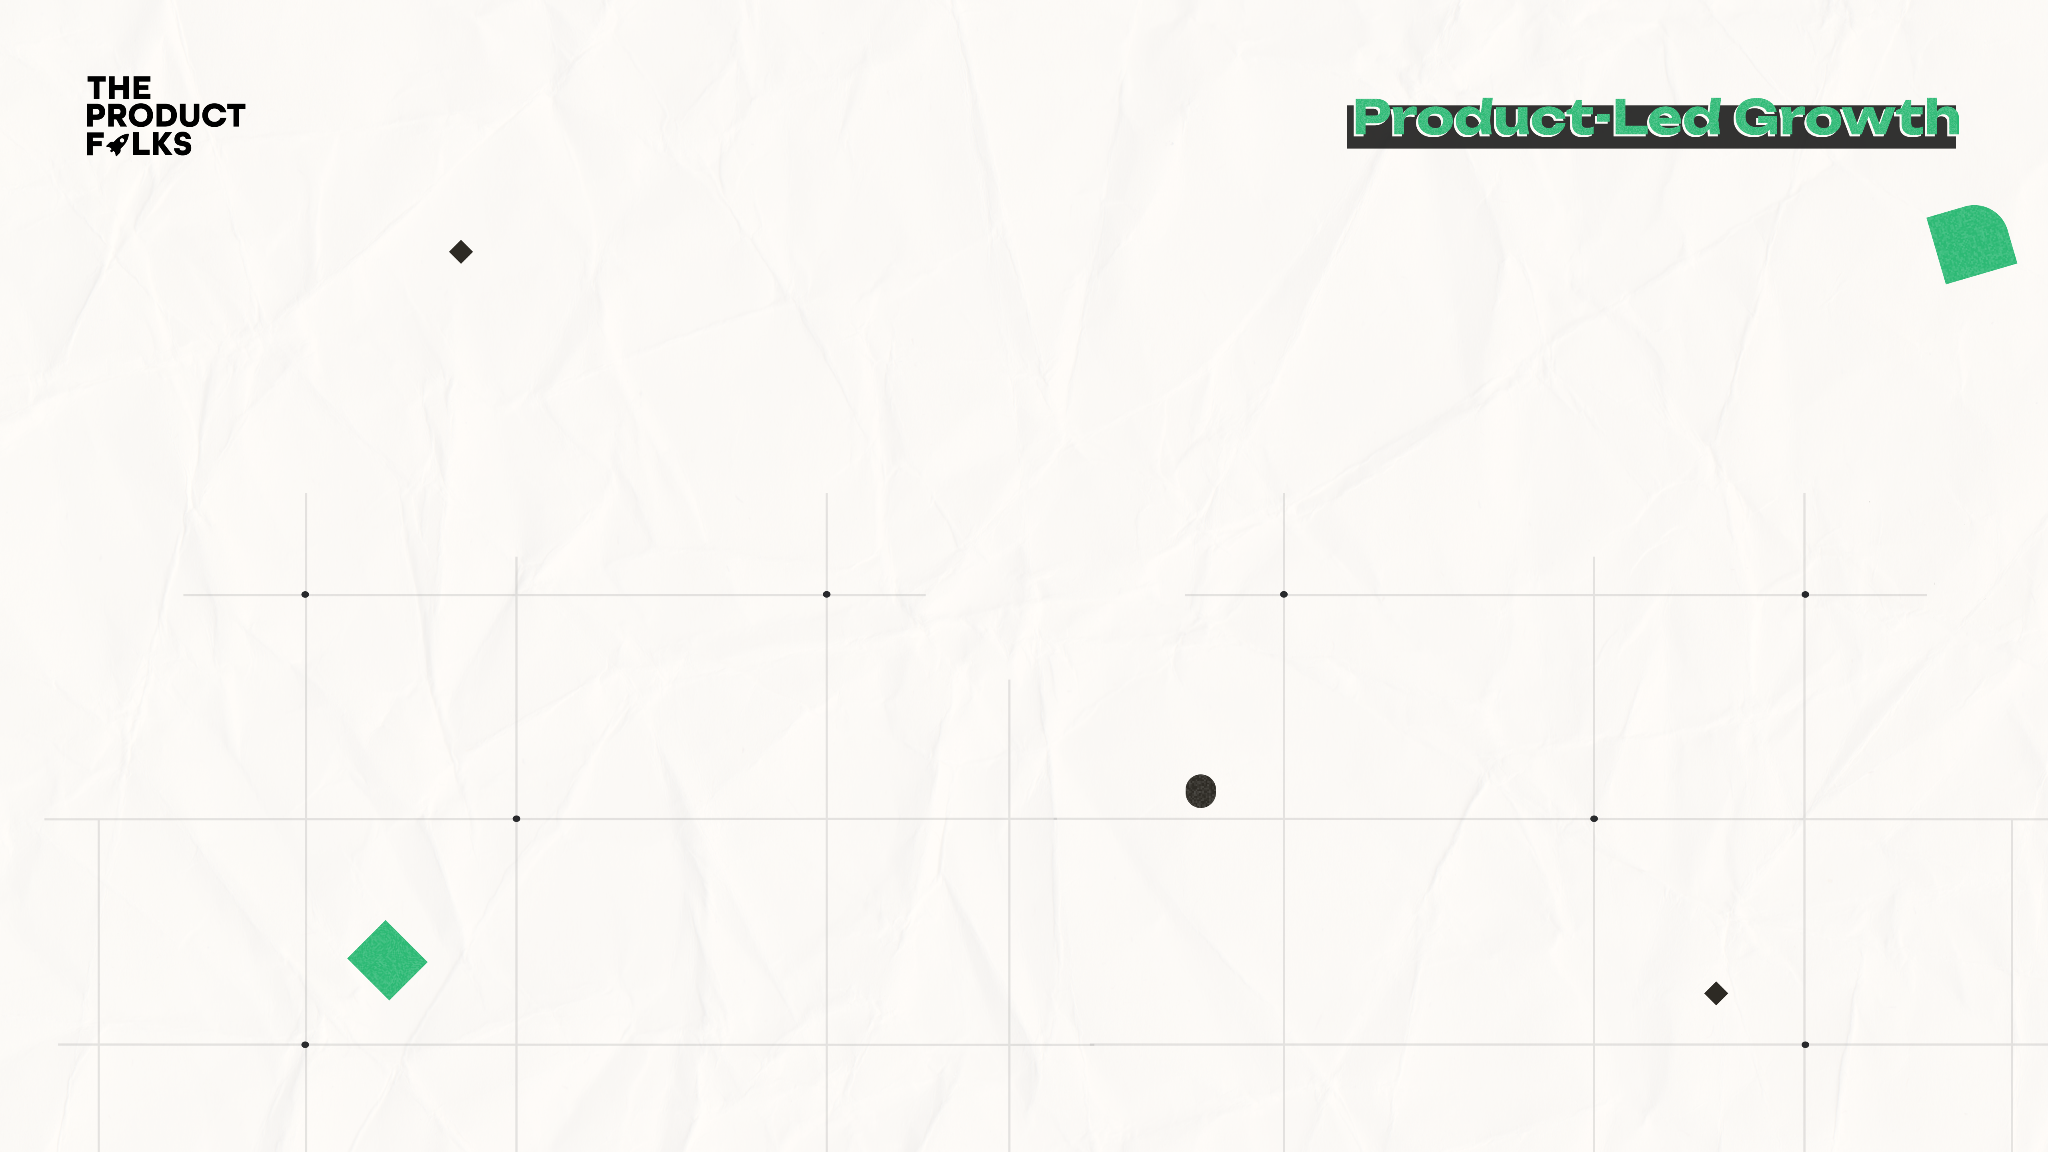 THE
PRODUCT
FOLKS
Product-Led Growth